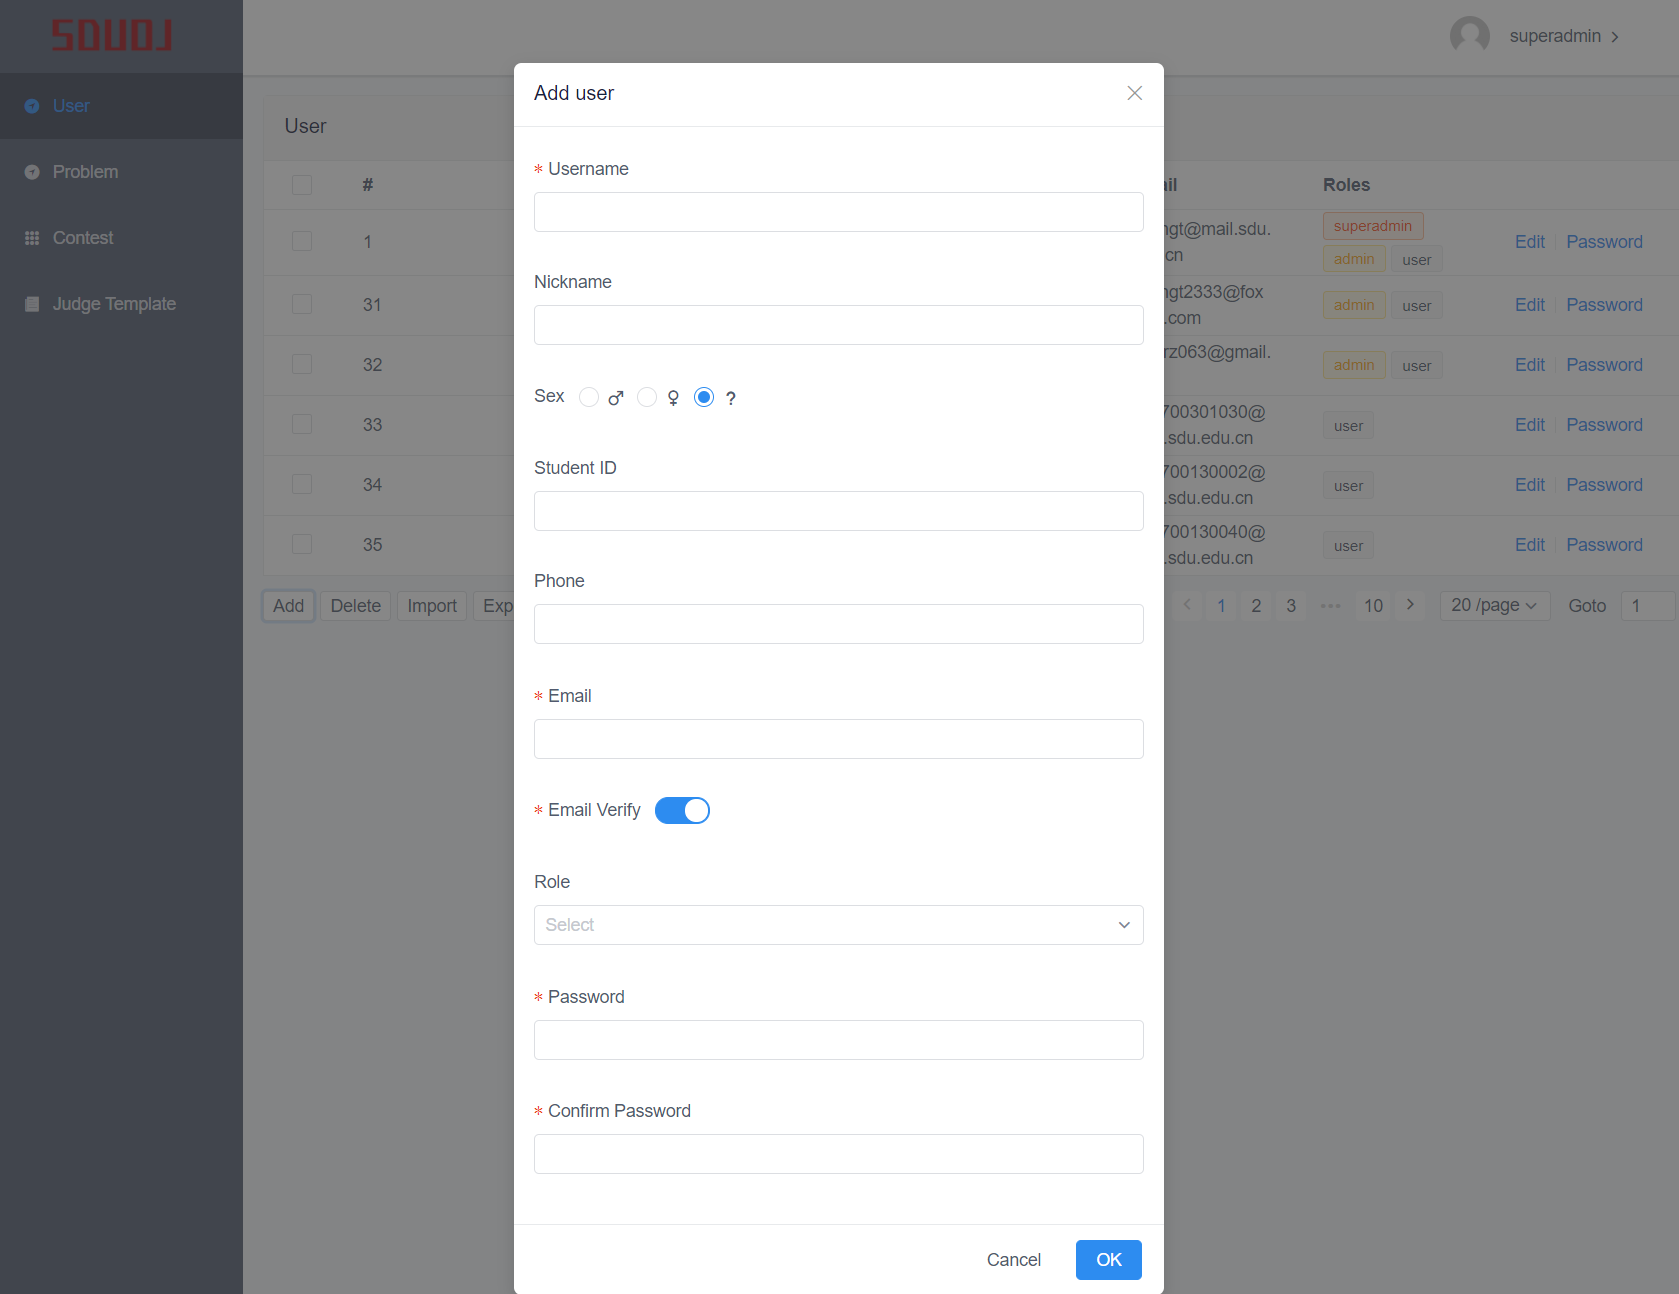 SDUOJ
User
Problem
Contest
Judge Template
superadmin
User
#
Roles
1
ngt@mail.sdu.
cn
superadmin
admin user
Edit Password
31
ngt2333@fox
.com
admin user
Edit Password
32
rz063@gmail.
admin user
Edit Password
33
700301030@
.sdu.edu.cn
user
Edit Password
34
700130002@
.sdu.edu.cn
user
Edit Password
35
700130040@
.sdu.edu.cn
user
Edit Password
Add Delete Import Exp
1 2 3 ••• 10 20 /page Goto 1
Add user
* Username
Nickname
Sex ♂ ♀ ?
Student ID
Phone
* Email
* Email Verify
Role
Select
* Password
* Confirm Password
Cancel OK